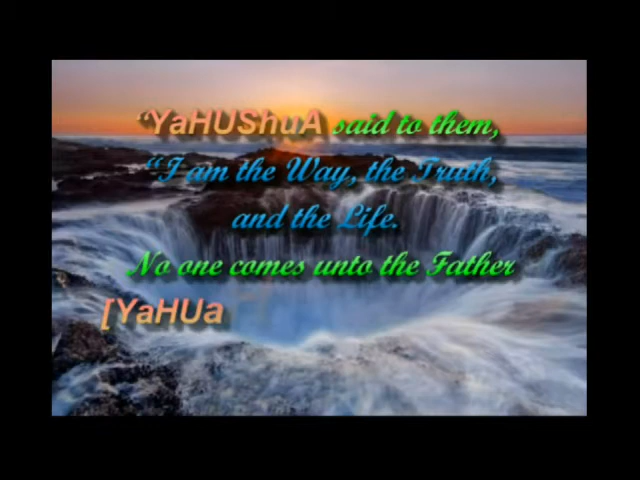 “YaHUShuA said to them,
“I am the Way, the Truth,
and the Life.
No one comes unto the Father
[YaHUa